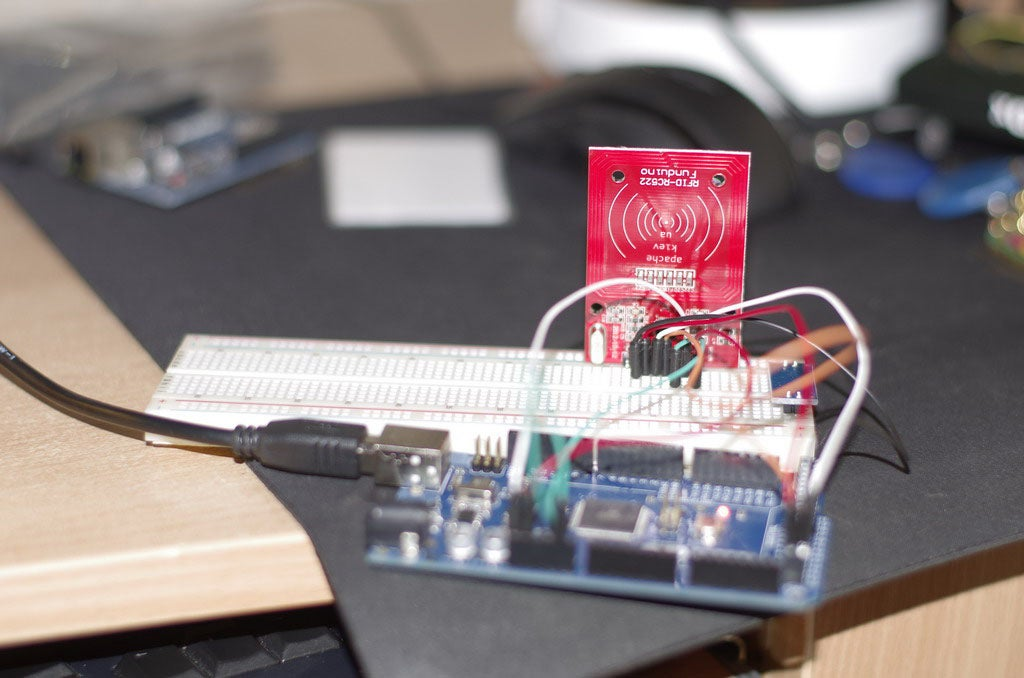 RFID-RC522
Funduino
ua
kiev
apache